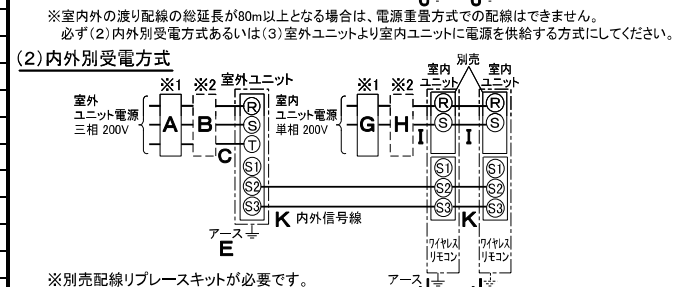 ※室内外の渡り配線の総延長が80m以上となる場合は、電源重畳方式での配線はできません。
必ず(2)内外別受電方式あるいは(3)室外ユニットより室内ユニットに電源を供給する方式にしてください。
(2)内外別受電方式
※1 ※2 室外ユニット
室外
ユニット電源
三相 200V
A B C
R
S
T
S1
S2
S3
アース
E
室内
ユニット電源
単相 200V
※1 ※2
G H I I
室内
ユニット
別売
室内
ユニット
R
S
S1
S2
S3
R
S
S1
S2
S3
K 内外信号線
K
ワイヤレス
リモコン
ワイヤレス
リモコン
アース
※別売配線リプレースキットが必要です。